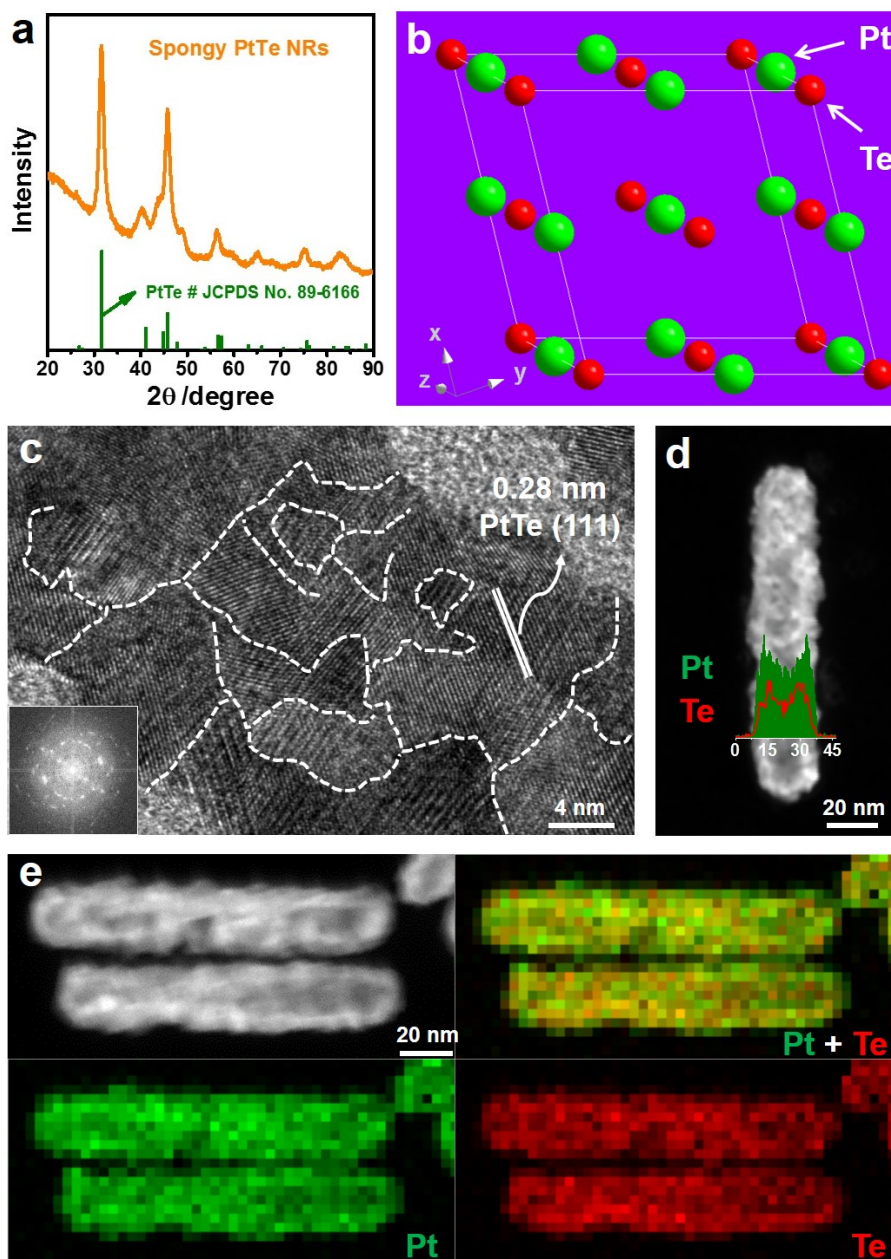 a
Spongy PtTe NRs
Intensity
PtTe # JCPDS No. 89-6166
20 30 40 50 60 70 80 90
2θ /degree
b
Pt
Te
x
z
y
c
0.28 nm
PtTe (111)
4 nm
d
Pt
Te
0 15 30 45
20 nm
e
20 nm
Pt + Te
Pt
Te